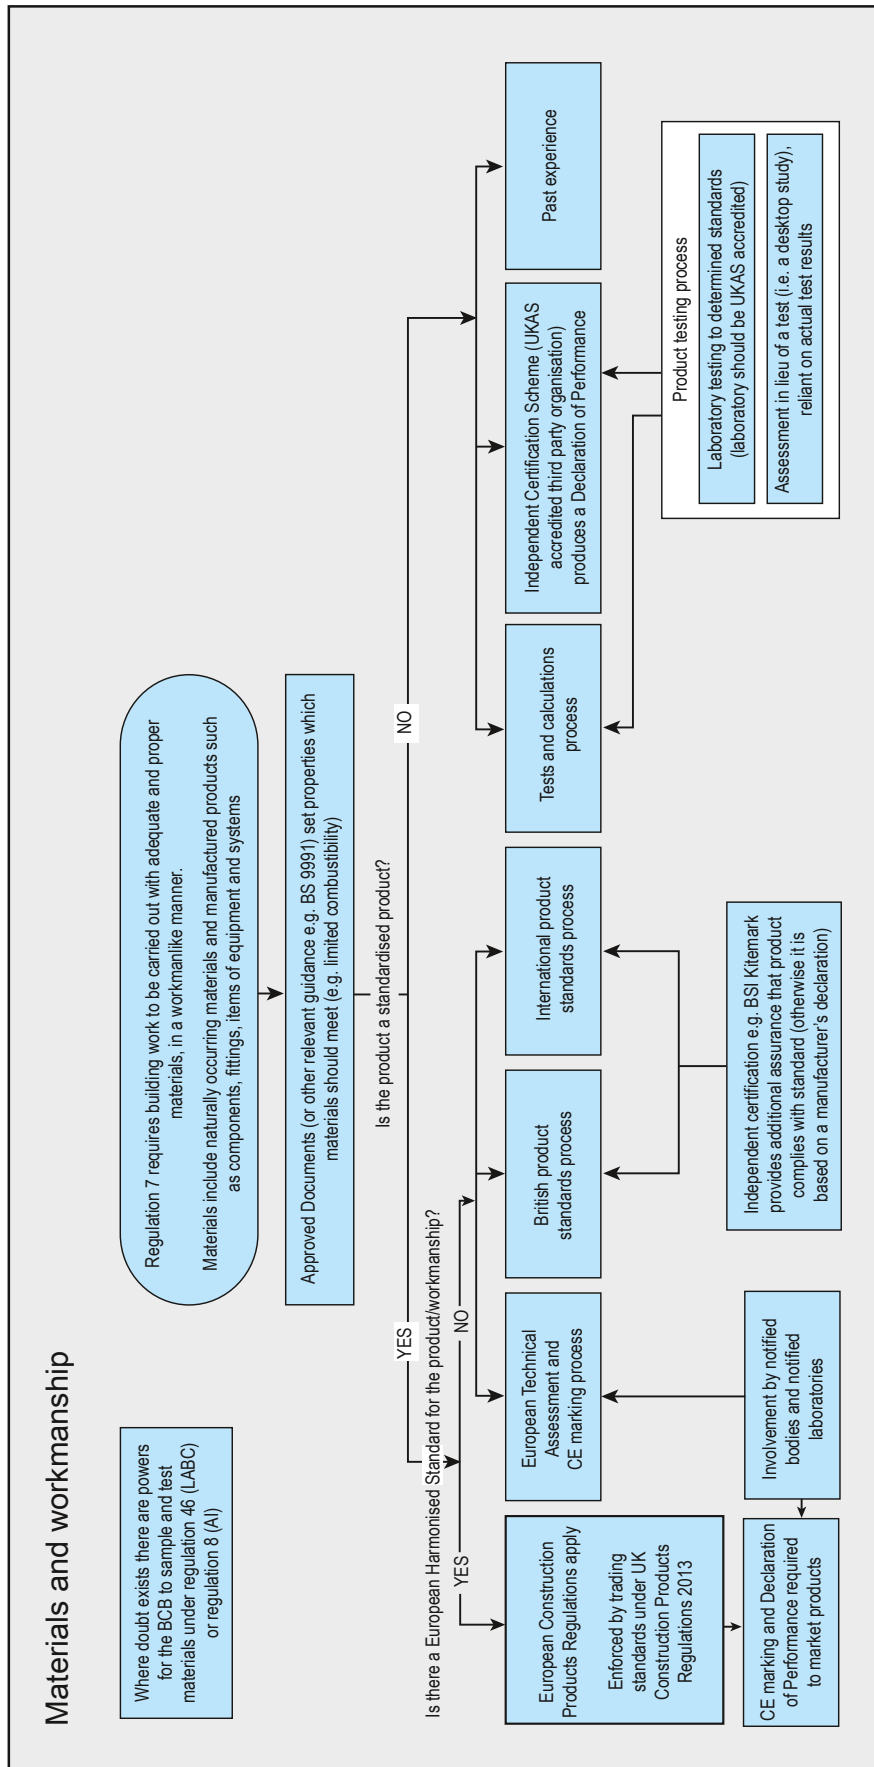 Materials and workmanship
Where doubt exists there are powers
for the BCB to sample and test
materials under regulation 46 (LABC)
or regulation 8 (AI)
Regulation 7 requires building work to be carried out with adequate and proper
materials, in a workmanlike manner.
Materials include naturally occurring materials and manufactured products such
as components, fittings, items of equipment and systems
Approved Documents (or other relevant guidance e.g. BS 9991) set properties which
materials should meet (e.g. limited combustibility)
Is the product a standardised product?
YES
NO
Is there a European Harmonised Standard for the product/workmanship?
YES
NO
European Construction
Products Regulations apply
Enforced by trading
standards under UK
Construction Products
Regulations 2013
European Technical
Assessment and
CE marking process
British product
standards process
International product
standards process
Tests and calculations
process
Independent Certification Scheme (UKAS
accredited third party organisation)
produces a Declaration of Performance
Past experience
CE marking and Declaration
of Performance required
to market products
Involvement by notified
bodies and notified
laboratories
Independent certification e.g. BSI Kitemark
provides additional assurance that product
complies with standard (otherwise it is
based on a manufacturer's declaration)
Product testing process
Laboratory testing to determined standards
(laboratory should be UKAS accredited)
Assessment in lieu of a test (i.e. a desktop study),
reliant on actual test results